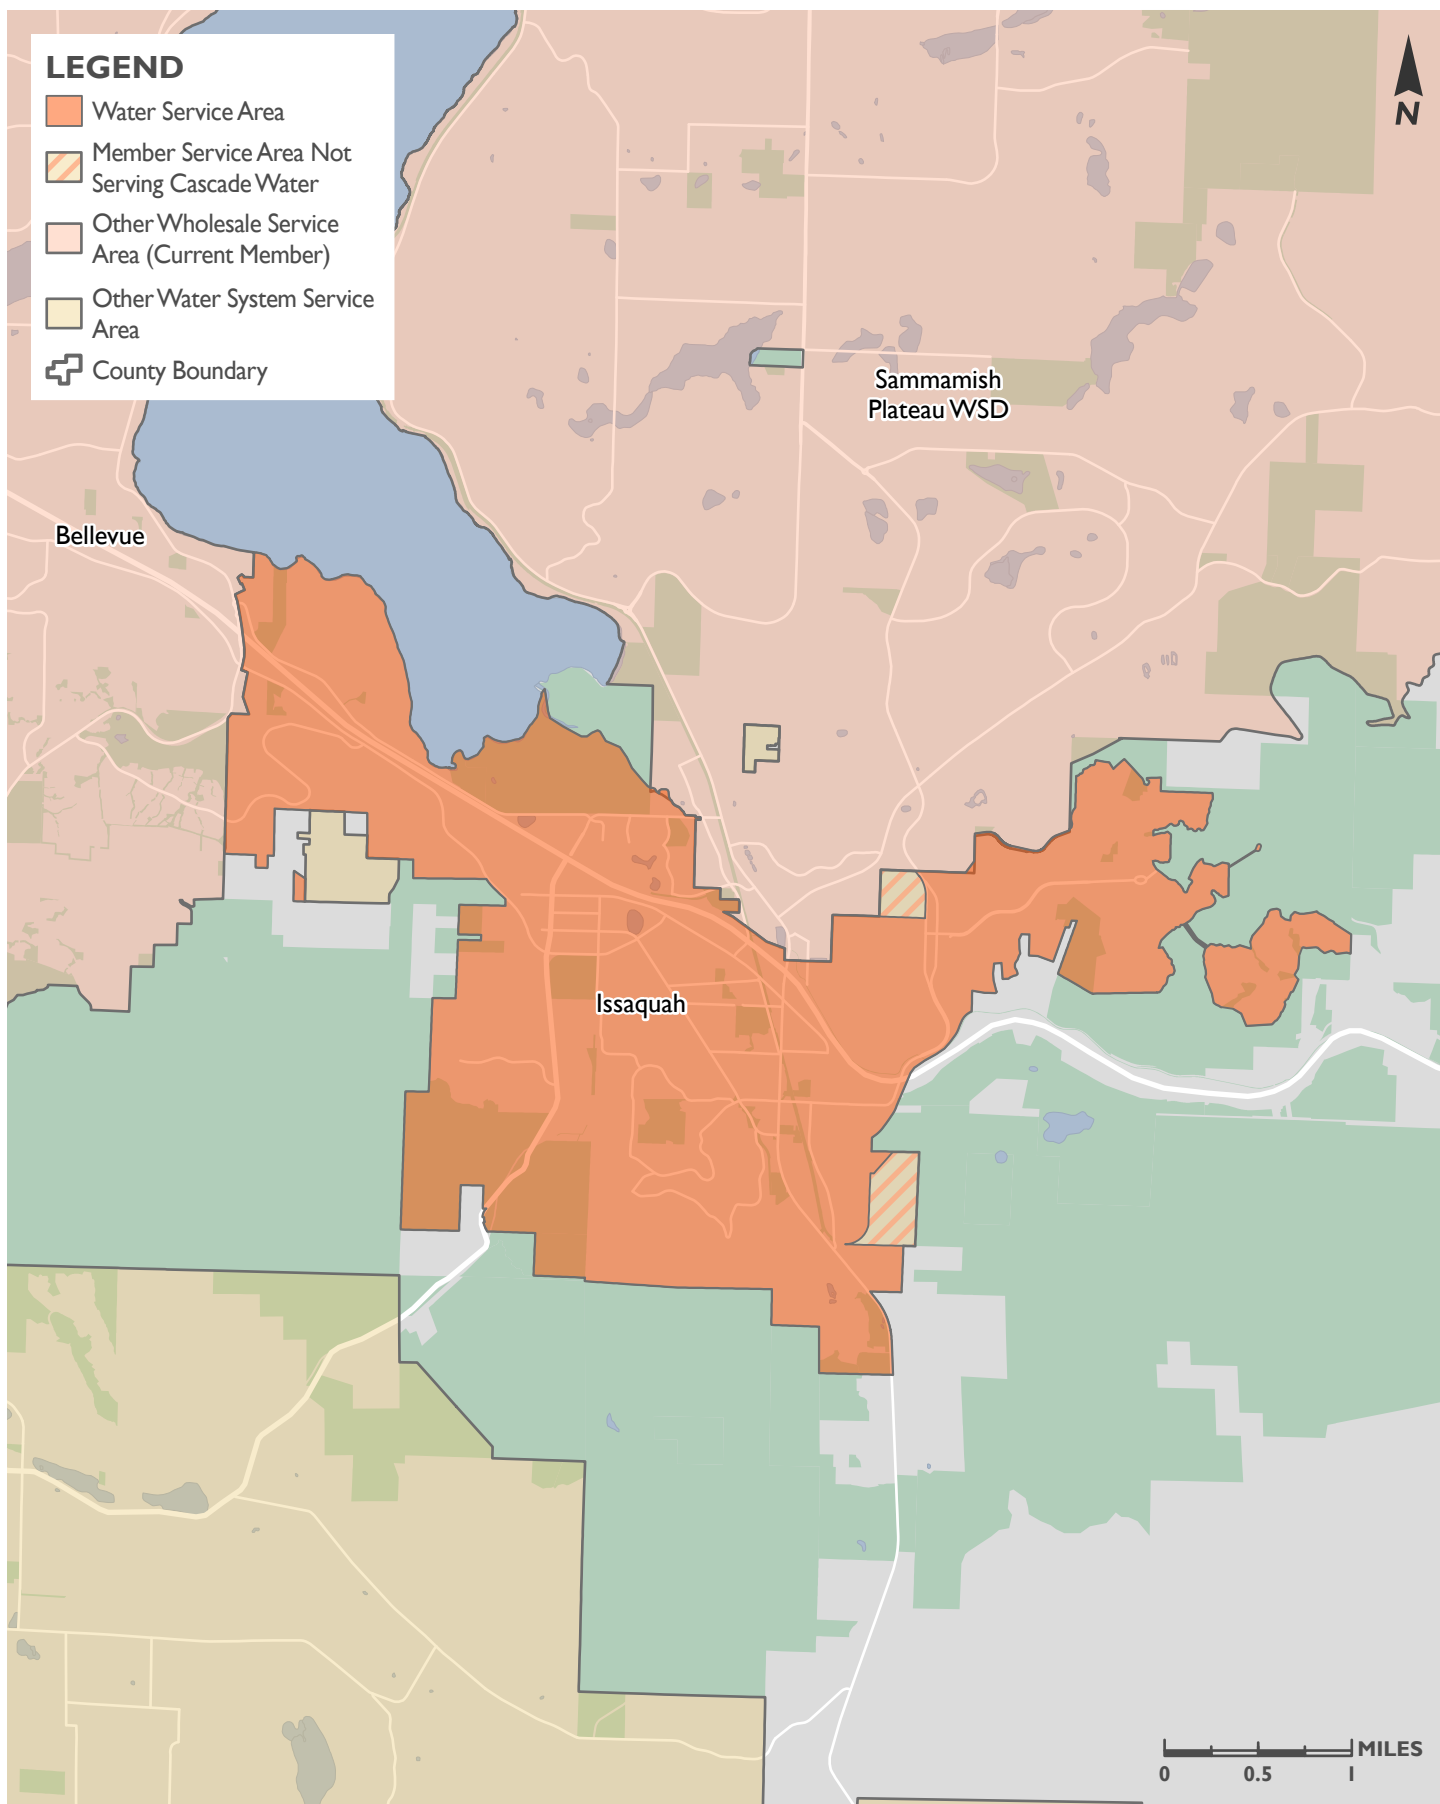 LEGEND
Water Service Area
Member Service Area Not
Serving Cascade Water
Other Wholesale Service
Area (Current Member)
Other Water System Service
Area
County Boundary
N
Sammamish
Plateau WSD
Bellevue
Issaquah
MILES
0 0.5 1